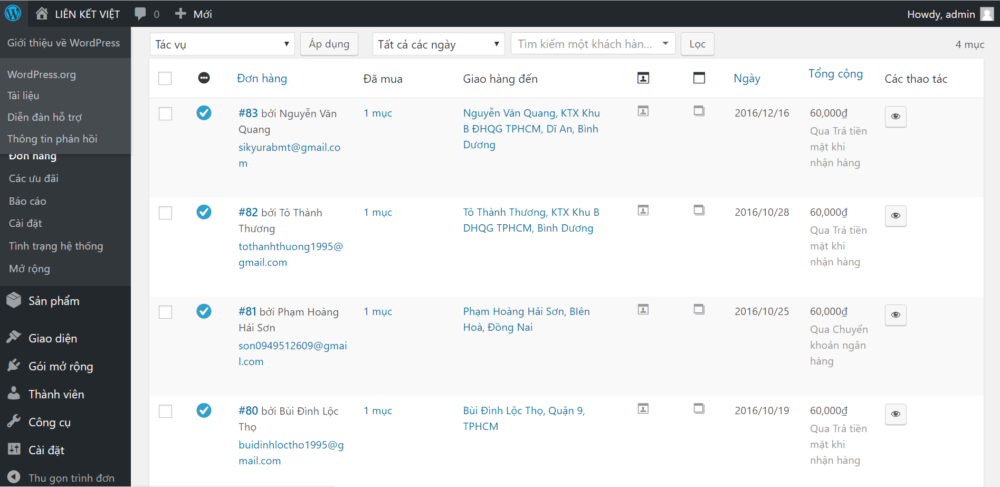 LIÊN KẾT VIỆT 0 Mới Howdy, admin
Giới thiệu về WordPress
WordPress.org
Tài liệu
Diễn đàn hỗ trợ
Thông tin phản hồi
Đơn hàng
Các ưu đãi
Báo cáo
Cài đặt
Tình trạng hệ thống
Mở rộng
Sản phẩm
Giao diện
Gói mở rộng
Thành viên
Công cụ
Cài đặt
Thu gọn trình đơn
Tác vụ Áp dụng Tất cả các ngày Tìm kiếm một khách hàn... Lọc 4 mục
Đơn hàng Đã mua Giao hàng đến Ngày Tổng cộng Các thao tác
#83 bởi Nguyễn Văn
Quang
sikyurabmt@gmail.co
m
1 mục
Nguyễn Văn Quang, KTX Khu
B ĐHQG TPHCM, Dĩ An, Bình
Dương
2016/12/16
60,000₫
Qua Trả tiền
mặt khi
nhận hàng
#82 bởi Tô Thành
Thương
tothanhthuong1995@
gmail.com
1 mục
Tô Thành Thương, KTX Khu B
DHQG TPHCM, Bình Dương
2016/10/28
60,000₫
Qua Trả tiền
mặt khi
nhận hàng
#81 bởi Phạm Hoàng
Hải Sơn
son0949512609@gmai
l.com
1 mục
Phạm Hoàng Hải Sơn, BIên
Hoà, Đồng Nai
2016/10/25
60,000₫
Qua Chuyển
khoản ngân
hàng
#80 bởi Bùi Đình Lộc
Thọ
buidinhloctho1995@g
mail.com
1 mục
Bùi Đình Lộc Thọ, Quận 9,
TPHCM
2016/10/19
60,000₫
Qua Trả tiền
mặt khi
nhận hàng